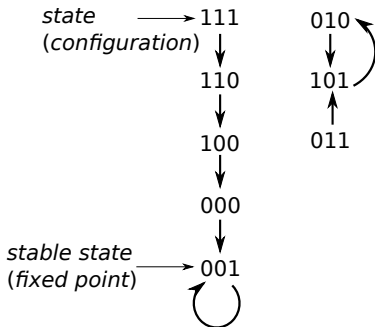 state
(configuration)
111
010
110
101
100
011
000
stable state
(fixed point)
001